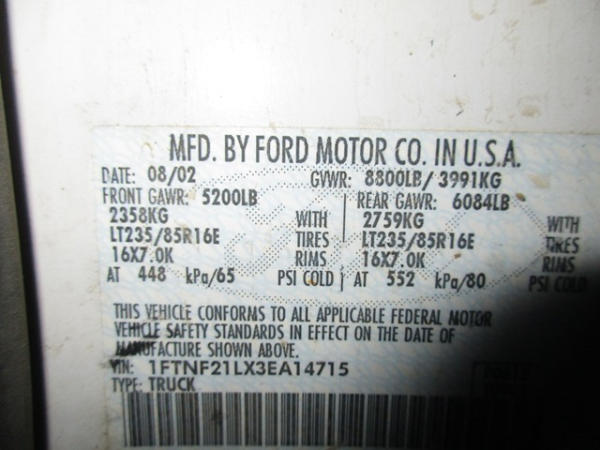 MFD. BY FORD MOTOR CO. IN U.S.A.
DATE: 08/02 GVWR: 8800LB/3991KG
FRONT GAWR: 5200LB REAR GAWR: 6084LB
2358KG WITH 2759KG WITH
LT235/85R16E TIRES LT235/85R16E TIRES
16X7.0K RIMS 16X7.0K RIMS
AT 448 kPa/65 PSI COLD AT 552 kPa/80 PSI COLD
THIS VEHICLE CONFORMS TO ALL APPLICABLE FEDERAL MOTOR
VEHICLE SAFETY STANDARDS IN EFFECT ON THE DATE OF
MANUFACTURE SHOWN ABOVE.
VIN: 1FTNF21LX3EA14715
TYPE: TRUCK